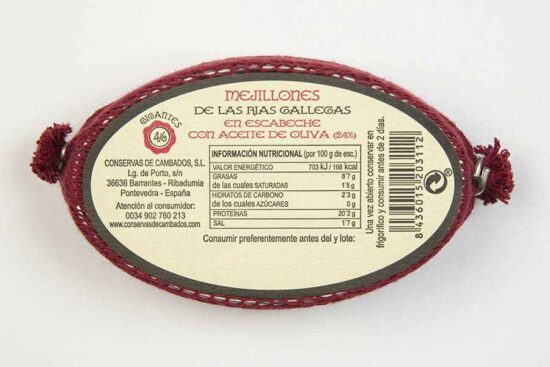 MEJILLONES
DE LAS RIAS GALLEGAS
EN ESCABECHE
CON ACEITE DE OLIVA (24%)
GIGANTES
4/6
CONSERVAS DE CAMBADOS, S.L.
Lg. de Porto, s/n
36636 Barrantes - Ribadumia
Pontevedra - España
Atención al consumidor:
0034 902 760 213
www.conservasdecambados.com
INFORMACIÓN NUTRICIONAL (por 100 g de esc.)
VALOR ENERGÉTICO 703 kJ / 168 kcal
GRASAS 8'7 g
de las cuales SATURADAS 1'5 g
HIDRATOS DE CARBONO 2'3 g
de los cuales AZÚCARES 0 g
PROTEÍNAS 20'2 g
SAL 1'7 g
Consumir preferentemente antes del y lote:
Una vez abierto conservar en
frigorífico y consumir antes de 2 días.
8 436015 203112